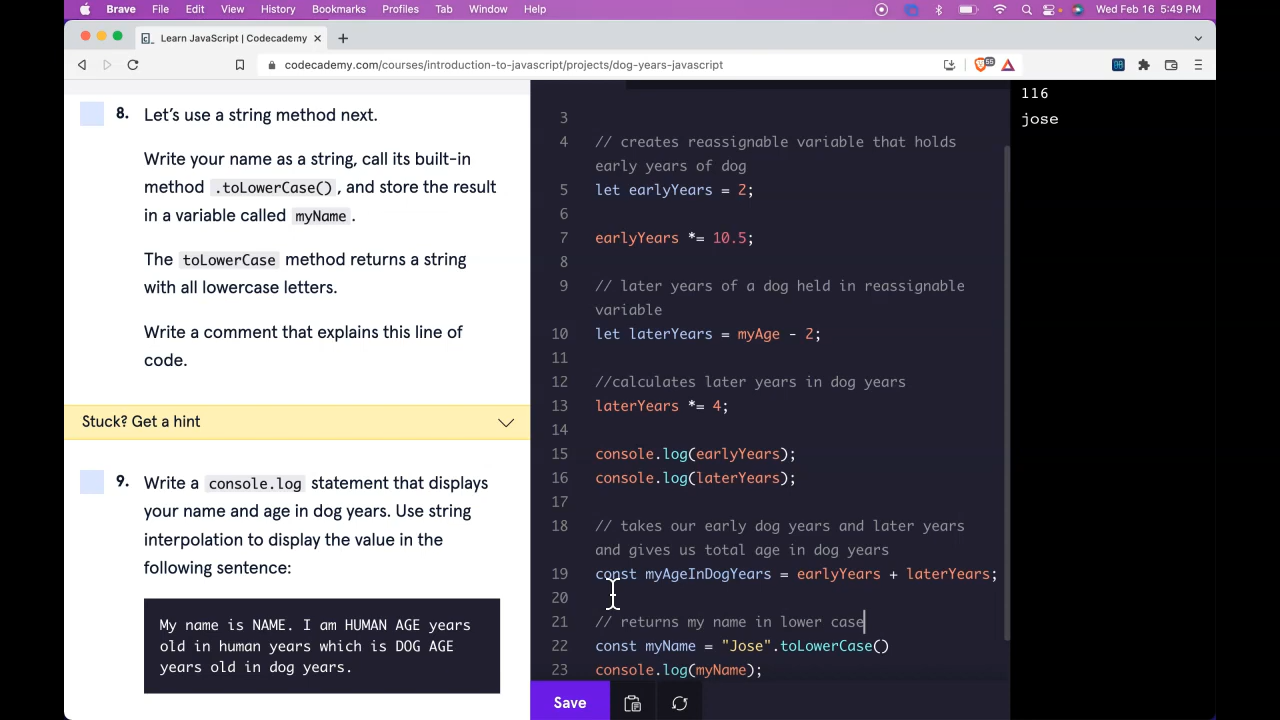 Brave File Edit View History Bookmarks Profiles Tab Window Help Wed Feb 16 5:49 PM
Learn JavaScript | Codecademy
codecademy.com/courses/introduction-to-javascript/projects/dog-years-javascript
55
8. Let's use a string method next.
Write your name as a string, call its built-in
method .toLowerCase(), and store the result
in a variable called myName.
The toLowerCase method returns a string
with all lowercase letters.
Write a comment that explains this line of
code.
Stuck? Get a hint
9. Write a console.log statement that displays
your name and age in dog years. Use string
interpolation to display the value in the
following sentence:
My name is NAME. I am HUMAN AGE years
old in human years which is DOG AGE
years old in dog years.
3
4 // creates reassignable variable that holds
early years of dog
5 let earlyYears = 2;
6
7 earlyYears *= 10.5;
8
9 // later years of a dog held in reassignable
variable
10 let laterYears = myAge - 2;
11
12 //calculates later years in dog years
13 laterYears *= 4;
14
15 console.log(earlyYears);
16 console.log(laterYears);
17
18 // takes our early dog years and later years
and gives us total age in dog years
19 const myAgeInDogYears = earlyYears + laterYears;
20
21 // returns my name in lower case
22 const myName = "Jose".toLowerCase()
23 console.log(myName);
Save
116
jose